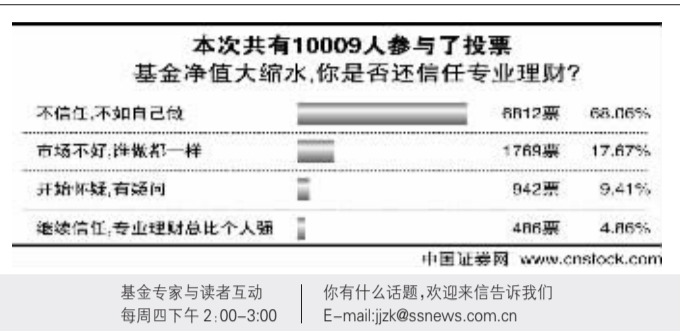 本次共有10009人参与了投票
基金净值大缩水,你是否还信任专业理财?
不信任,不如自己做 6812票 68.06%
市场不好,谁做都一样 1769票 17.67%
开始怀疑,有疑问 942票 9.41%
继续信任,专业理财总比个人强 486票 4.86%
中国证券网 www.cnstock.com
基金专家与读者互动
每周四下午 2:00-3:00
你有什么话题,欢迎来信告诉我们
E-mail:jjzk@ssnews.com.cn